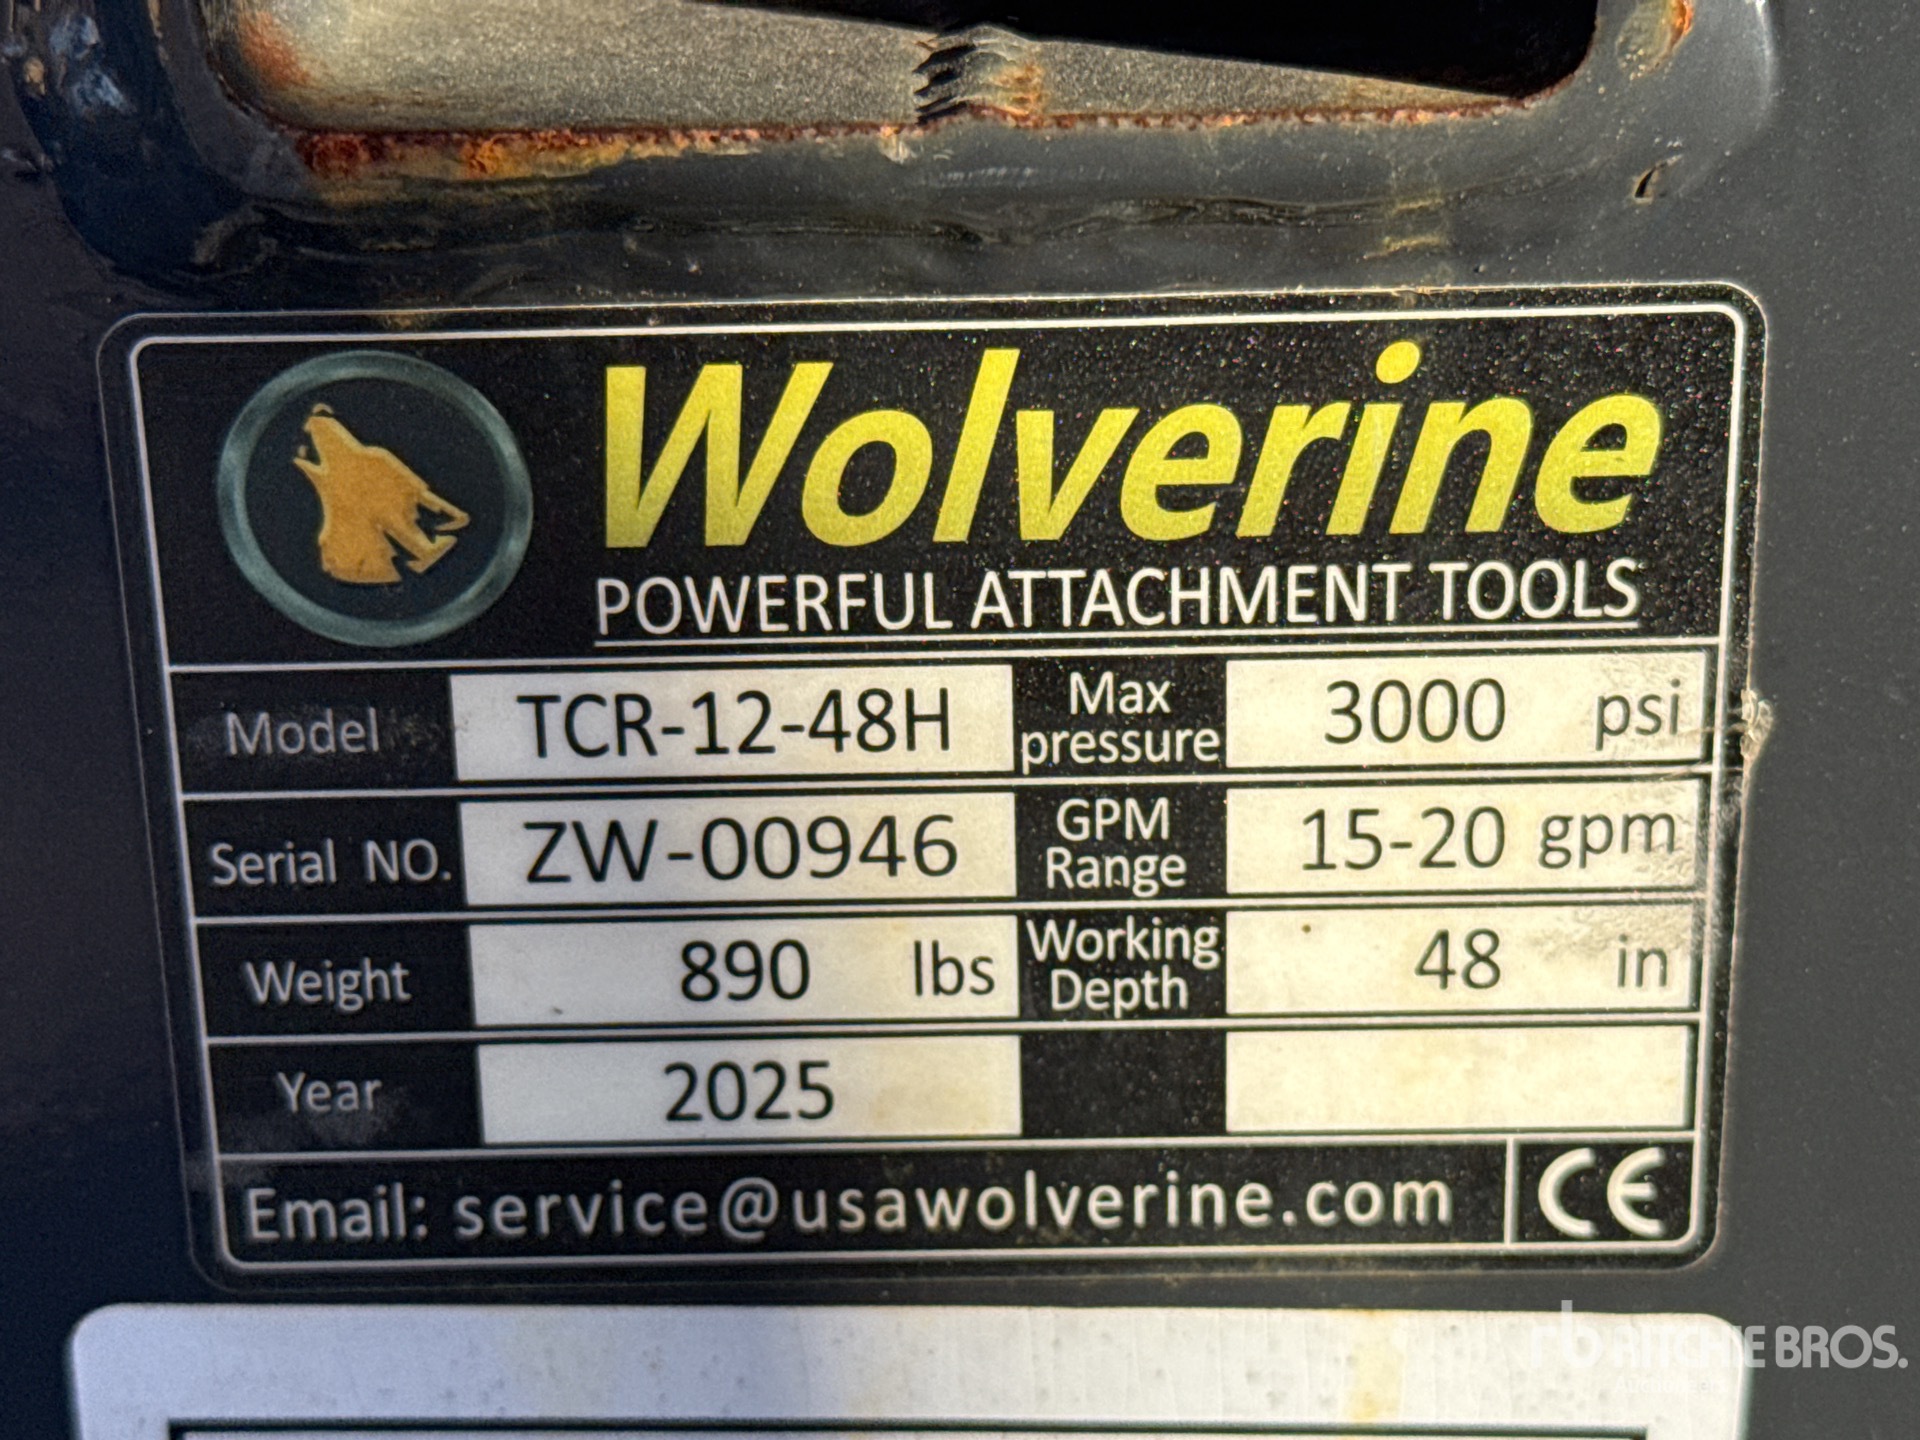 Wolverine
POWERFUL ATTACHMENT TOOLS
Model TCR-12-48H Max pressure 3000 psi
Serial NO. ZW-00946 GPM Range 15-20 gpm
Weight 890 lbs Working Depth 48 in
Year 2025
Email: service@usawolverine.com CE
rb RITCHIE BROS.